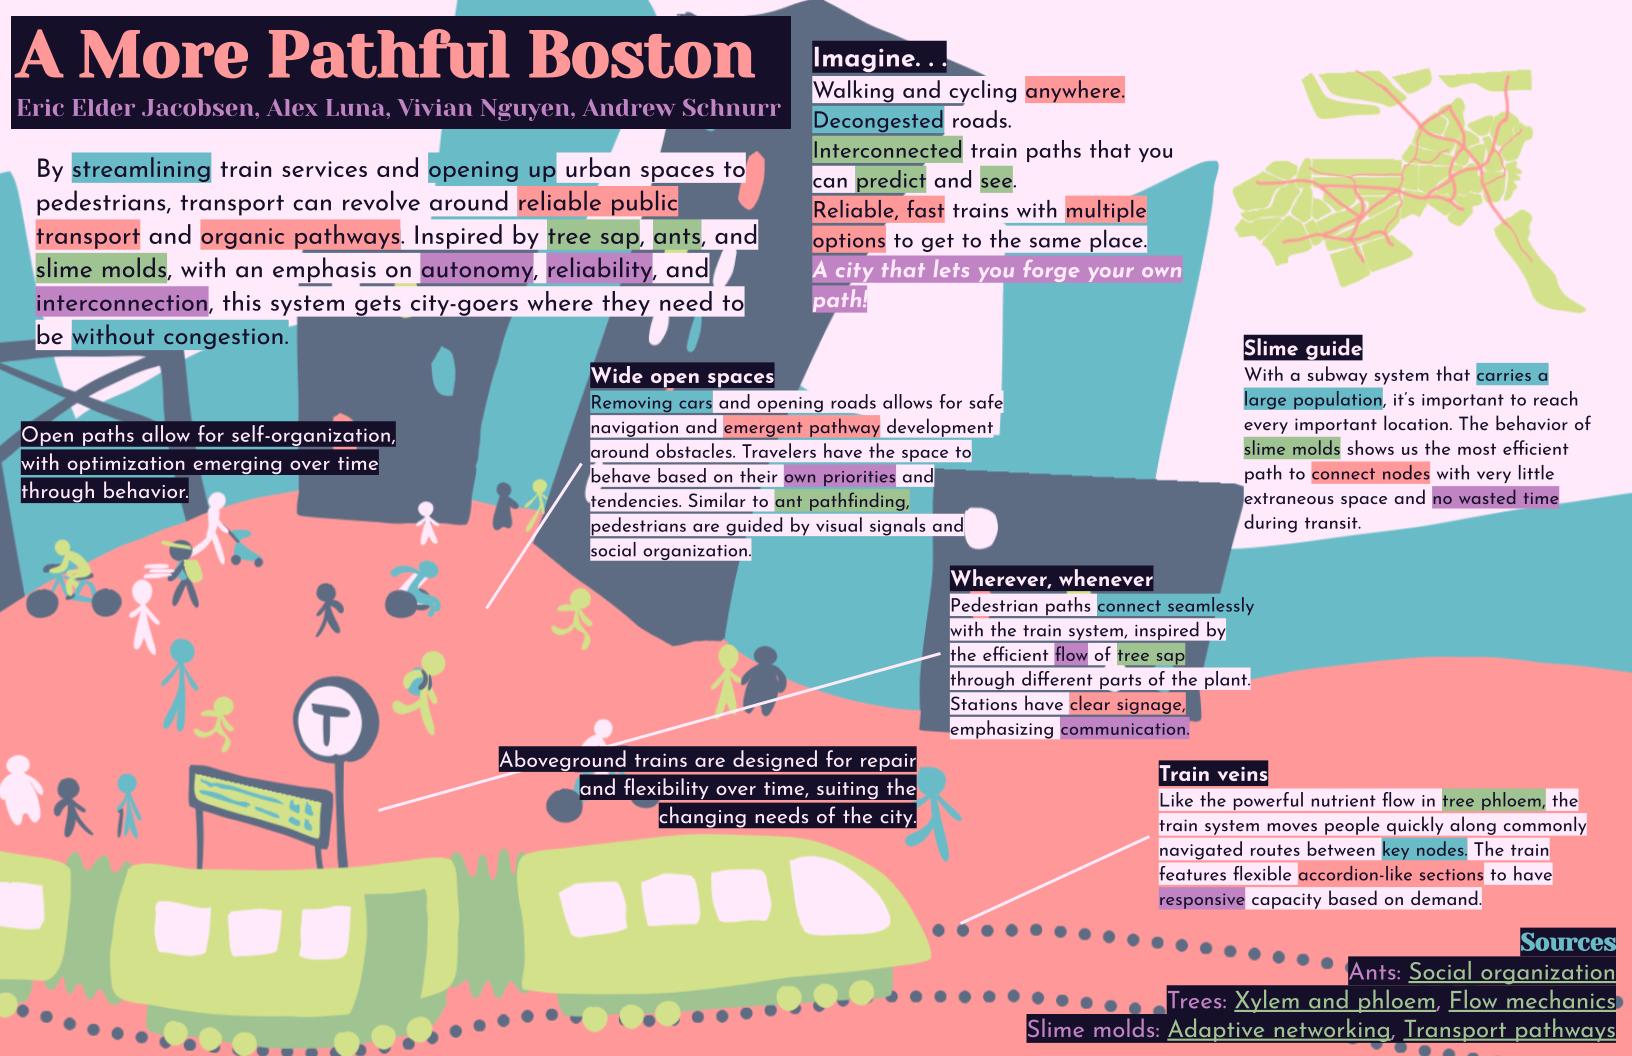 A More Pathful Boston
Eric Elder Jacobsen, Alex Luna, Vivian Nguyen, Andrew Schnurr
By streamlining train services and opening up urban spaces to
pedestrians, transport can revolve around reliable public
transport and organic pathways. Inspired by tree sap, ants, and
slime molds, with an emphasis on autonomy, reliability, and
interconnection, this system gets city-goers where they need to
be without congestion.
Imagine. . .
Walking and cycling anywhere.
Decongested roads.
Interconnected train paths that you
can predict and see.
Reliable, fast trains with multiple
options to get to the same place.
A city that lets you forge your own
path!
Slime guide
With a subway system that carries a
large population, it's important to reach
every important location. The behavior of
slime molds shows us the most efficient
path to connect nodes with very little
extraneous space and no wasted time
during transit.
Wide open spaces
Removing cars and opening roads allows for safe
navigation and emergent pathway development
around obstacles. Travelers have the space to
behave based on their own priorities and
tendencies. Similar to ant pathfinding,
pedestrians are guided by visual signals and
social organization.
Open paths allow for self-organization,
with optimization emerging over time
through behavior.
Wherever, whenever
Pedestrian paths connect seamlessly
with the train system, inspired by
the efficient flow of tree sap
through different parts of the plant.
Stations have clear signage,
emphasizing communication.
T
Aboveground trains are designed for repair
and flexibility over time, suiting the
changing needs of the city.
Train veins
Like the powerful nutrient flow in tree phloem, the
train system moves people quickly along commonly
navigated routes between key nodes. The train
features flexible accordion-like sections to have
responsive capacity based on demand.
Sources
Ants: Social organization
Trees: Xylem and phloem, Flow mechanics
Slime molds: Adaptive networking, Transport pathways